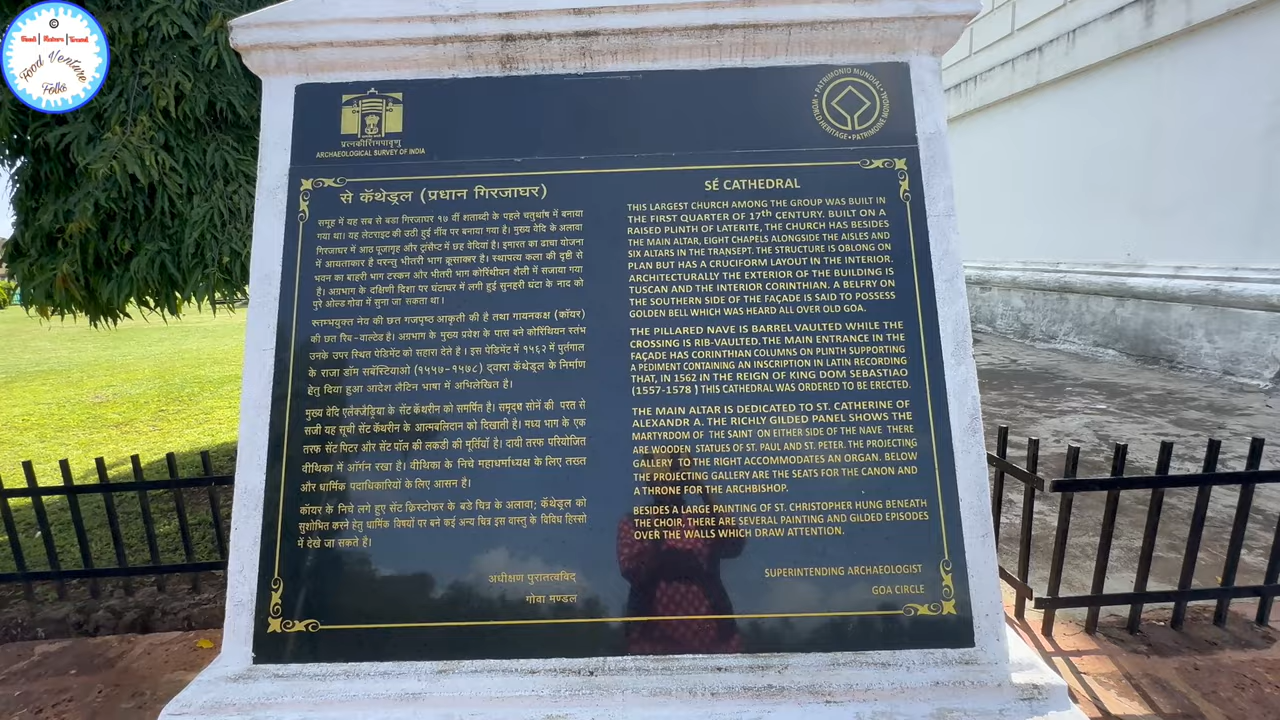 ©
Food | Nature | Travel
Food Venture
Folks
प्रत्नकीर्तिमपावृणु
ARCHAEOLOGICAL SURVEY OF INDIA
PATRIMONIO MUNDIAL • WORLD HERITAGE • PATRIMOINE MONDIAL
से कॅथेड्रल (प्रधान गिरजाघर)
समूह में यह सब से बडा गिरजाघर १७ वीं शताब्दी के पहले चतुर्थांष में बनाया
गया था। यह लेटराइट की उठी हुई नींव पर बनाया गया है। मुख्य वेदि के अलावा
गिरजाघर में आठ पूजागृह और ट्रांसेप्ट में छह वेदियां है। इमारत का ढाचा योजना
में आयताकार है परन्तु भीतरी भाग क्रूसाकार है। स्थापत्य कला की दृष्टी से
भवन का बाहरी भाग टस्कन और भीतरी भाग कोरिंथीयन शैली में सजाया गया
है। अग्रभाग के दक्षिणी दिशा पर घंटाघर में लगी हुई सुनहरी घंटा के नाद को
पुरे ओल्ड गोवा में सुना जा सकता था।
स्तम्भयुक्त नेव की छत गजपृष्ठ आकृती की है तथा गायनकक्ष (कॉयर)
की छत रिब-वाल्टेड है। अग्रभाग के मुख्य प्रवेश के पास बने कोरिंथियन स्तंभ
उनके उपर स्थित पेडिमेंट को सहारा देते है। इस पेडिमेंट में १५६२ में पुर्तगाल
के राजा डॉम सेबॅस्टियाओ (१५५७-१५७८) द्वारा कॅथेड्रल के निर्माण
हेतु दिया हुआ आदेश लैटिन भाषा में अभिलेखित है।
मुख्य वेदि एलॅक्जॅड्रिया के सेंट कॅथरीन को समर्पित है। समृद्ध सोनें की परत से
सजी यह सूची सेंट कॅथरीन के आत्मबलिदान को दिखाती है। मध्य भाग के एक
तरफ सेंट पिटर और सेंट पॉल की लकडी की मूर्तियाँ है। दायी तरफ परियोजित
वीथिका में ऑर्गन रखा है। वीथिका के निचे महाधर्माध्यक्ष के लिए तख्त
और धार्मिक पदाधिकारियों के लिए आसन है।
कॉयर के निचे लगे हुए सेंट क्रिस्टोफर के बडे चित्र के अलावा; कॅथेड्रल को
सुशोभित करने हेतु धार्मिक विषयों पर बने कई अन्य चित्र इस वास्तु के विविध हिस्सो
में देखे जा सकते है।
अधीक्षण पुरातत्वविद्
गोवा मण्डल
SÉ CATHEDRAL
THIS LARGEST CHURCH AMONG THE GROUP WAS BUILT IN
THE FIRST QUARTER OF 17th CENTURY. BUILT ON A
RAISED PLINTH OF LATERITE, THE CHURCH HAS BESIDES
THE MAIN ALTAR, EIGHT CHAPELS ALONGSIDE THE AISLES AND
SIX ALTARS IN THE TRANSEPT. THE STRUCTURE IS OBLONG ON
PLAN BUT HAS A CRUCIFORM LAYOUT IN THE INTERIOR.
ARCHITECTURALLY THE EXTERIOR OF THE BUILDING IS
TUSCAN AND THE INTERIOR CORINTHIAN. A BELFRY ON
THE SOUTHERN SIDE OF THE FAÇADE IS SAID TO POSSESS
GOLDEN BELL WHICH WAS HEARD ALL OVER OLD GOA.
THE PILLARED NAVE IS BARREL VAULTED WHILE THE
CROSSING IS RIB-VAULTED. THE MAIN ENTRANCE IN THE
FAÇADE HAS CORINTHIAN COLUMNS ON PLINTH SUPPORTING
A PEDIMENT CONTAINING AN INSCRIPTION IN LATIN RECORDING
THAT, IN 1562 IN THE REIGN OF KING DOM SEBASTIAO
(1557-1578 ) THIS CATHEDRAL WAS ORDERED TO BE ERECTED.
THE MAIN ALTAR IS DEDICATED TO ST. CATHERINE OF
ALEXANDR A. THE RICHLY GILDED PANEL SHOWS THE
MARTYRDOM OF THE SAINT ON EITHER SIDE OF THE NAVE THERE
ARE WOODEN STATUES OF ST. PAUL AND ST. PETER. THE PROJECTING
GALLERY TO THE RIGHT ACCOMMODATES AN ORGAN. BELOW
THE PROJECTING GALLERY ARE THE SEATS FOR THE CANON AND
A THRONE FOR THE ARCHBISHOP.
BESIDES A LARGE PAINTING OF ST. CHRISTOPHER HUNG BENEATH
THE CHOIR, THERE ARE SEVERAL PAINTING AND GILDED EPISODES
OVER THE WALLS WHICH DRAW ATTENTION.
SUPERINTENDING ARCHAEOLOGIST
GOA CIRCLE